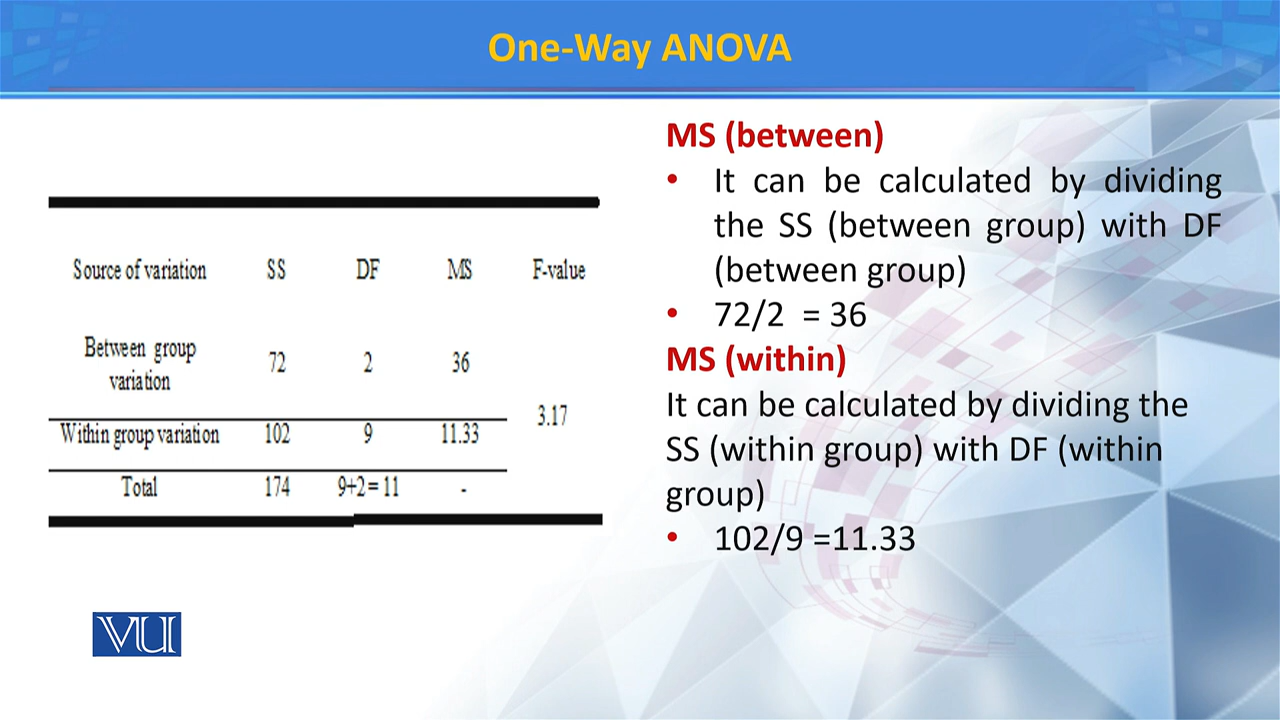 One-Way ANOVA
Source of variation SS DF MS F-value
Between group
variation
72 2 36
3.17
Within group variation 102 9 11.33
Total 174 9+2 = 11 -
MS (between)
• It can be calculated by dividing
the SS (between group) with DF
(between group)
• 72/2 = 36
MS (within)
It can be calculated by dividing the
SS (within group) with DF (within
group)
• 102/9 =11.33
VU